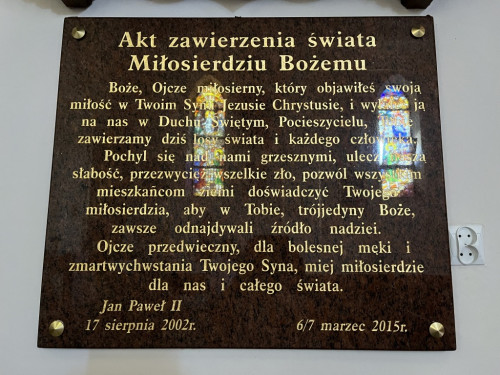 Akt zawierzenia świata
Miłosierdziu Bożemu
Boże, Ojcze miłosierny, który objawiłeś swoją
miłość w Twoim Synu Jezusie Chrystusie, i ją
na nas w Duchu Świętym, Pocieszycielu,
zawierzamy dziś losy świata i każdego człowieka.
Pochyl się nad nami grzesznymi, ulecz naszą
słabość, przezwycięż wszelkie zło, pozwól wszystkim
mieszkańcom ziemi doświadczyć Twojego
miłosierdzia, aby w Tobie, trójjedyny Boże,
zawsze odnajdywali źródło nadziei.
Ojcze przedwieczny, dla bolesnej męki i
zmartwychwstania Twojego Syna, miej miłosierdzie
dla nas i całego świata.
Jan Paweł II
17 sierpnia 2002r. 6/7 marzec 2015r.